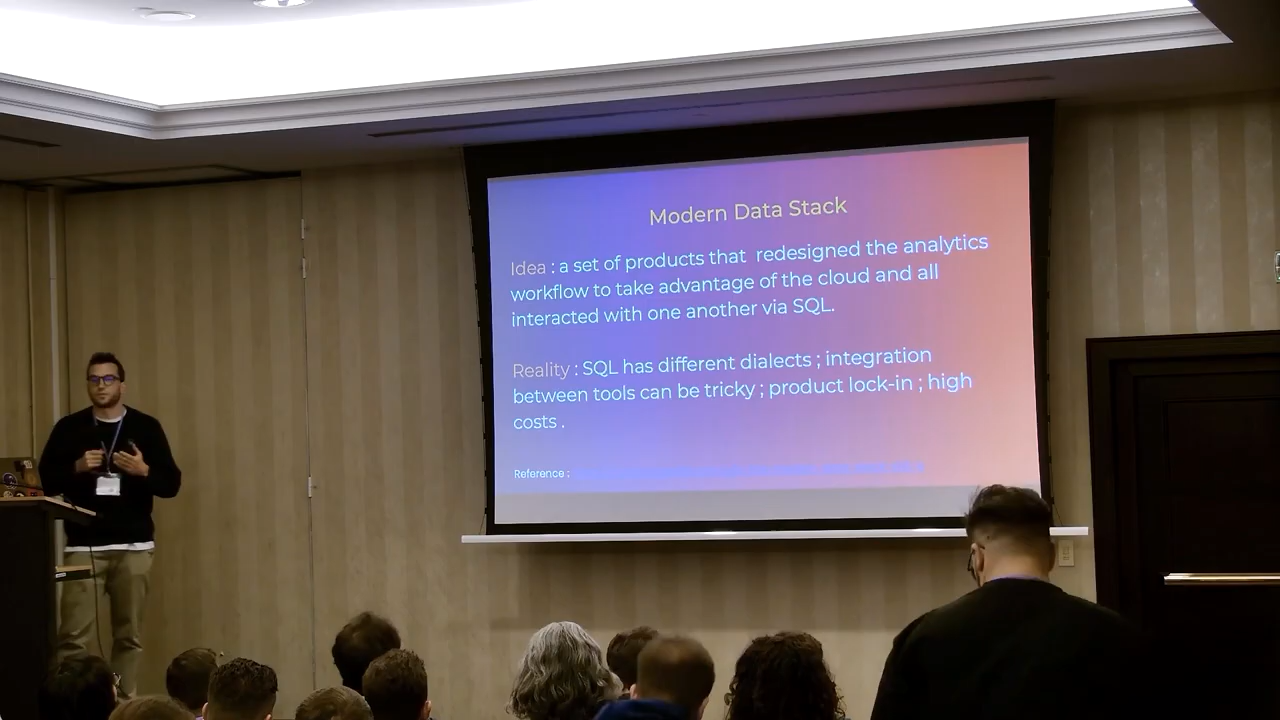 Modern Data Stack
Idea : a set of products that redesigned the analytics
workflow to take advantage of the cloud and all
interacted with one another via SQL.
Reality : SQL has different dialects ; integration
between tools can be tricky ; product lock-in ; high
costs .
Reference :